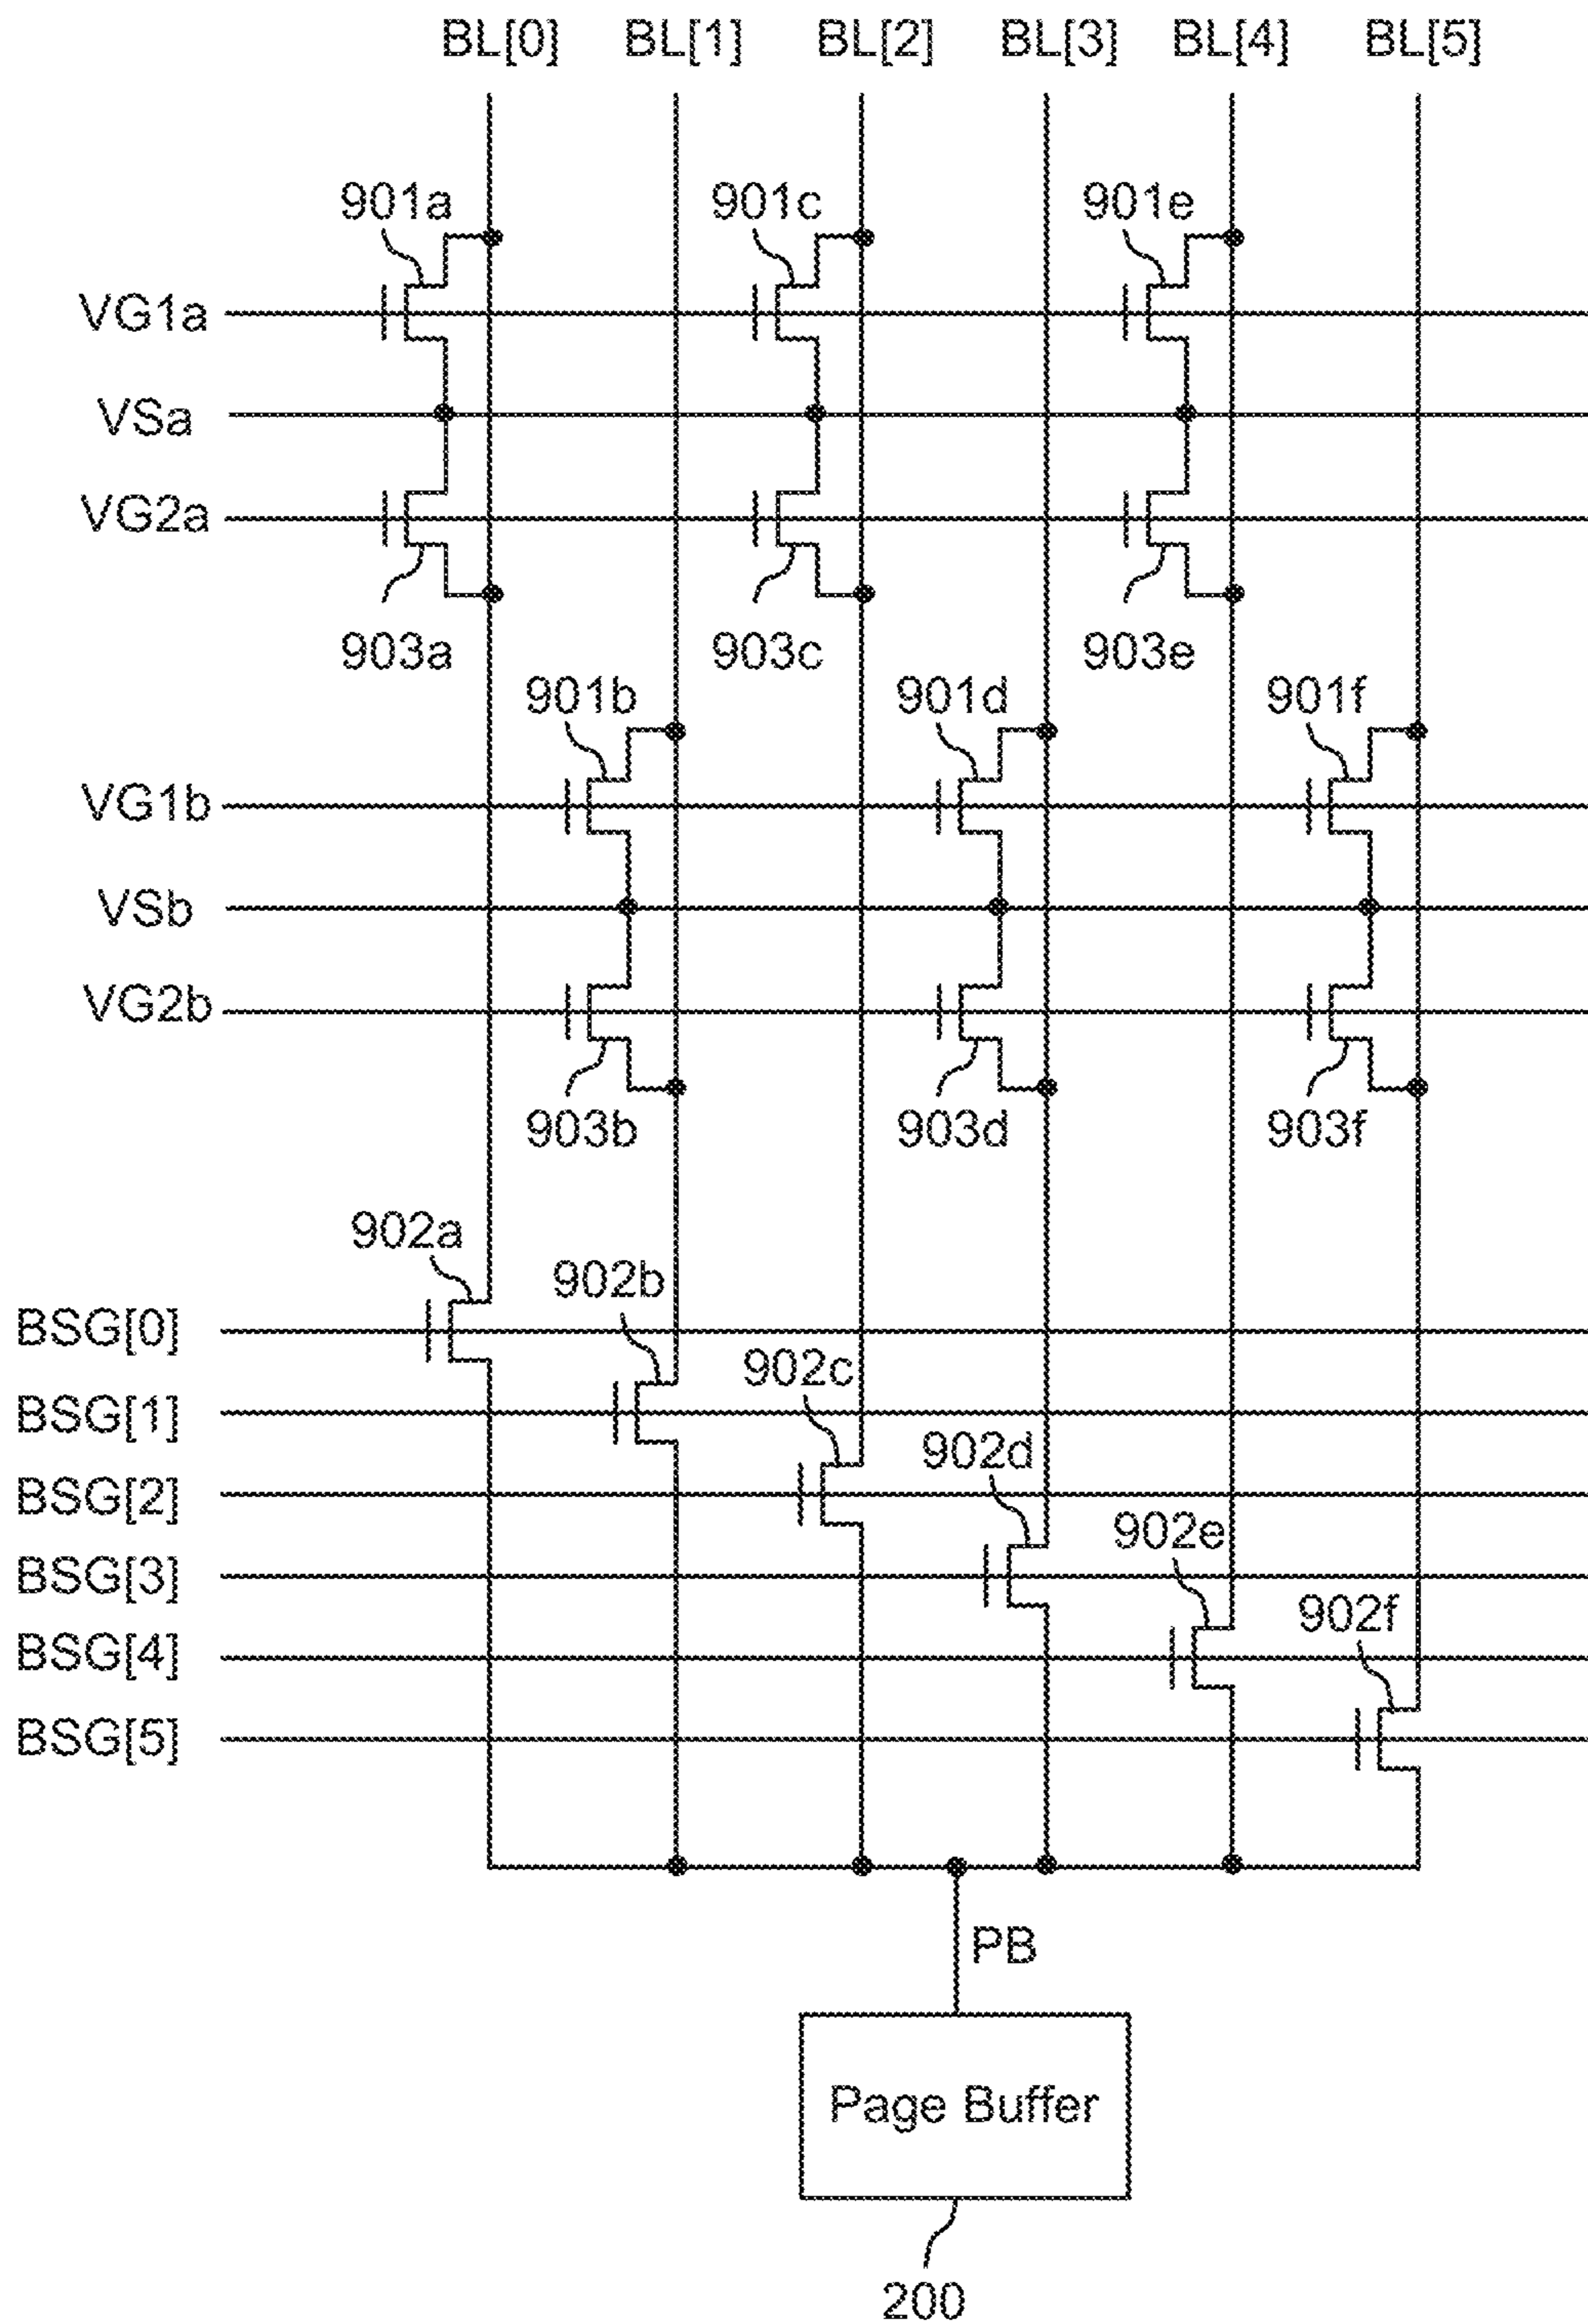 BL[0] BL[1] BL[2] BL[3] BL[4] BL[5]
901a 901c 901e
VG1a
VSa
VG2a
903a 903c 903e
901b 901d 901f
VG1b
VSb
VG2b
903b 903d 903f
902a
902b
BSG[0]
902c
BSG[1]
902d
BSG[2]
902e
BSG[3]
902f
BSG[4]
BSG[5]
PB
Page Buffer
200